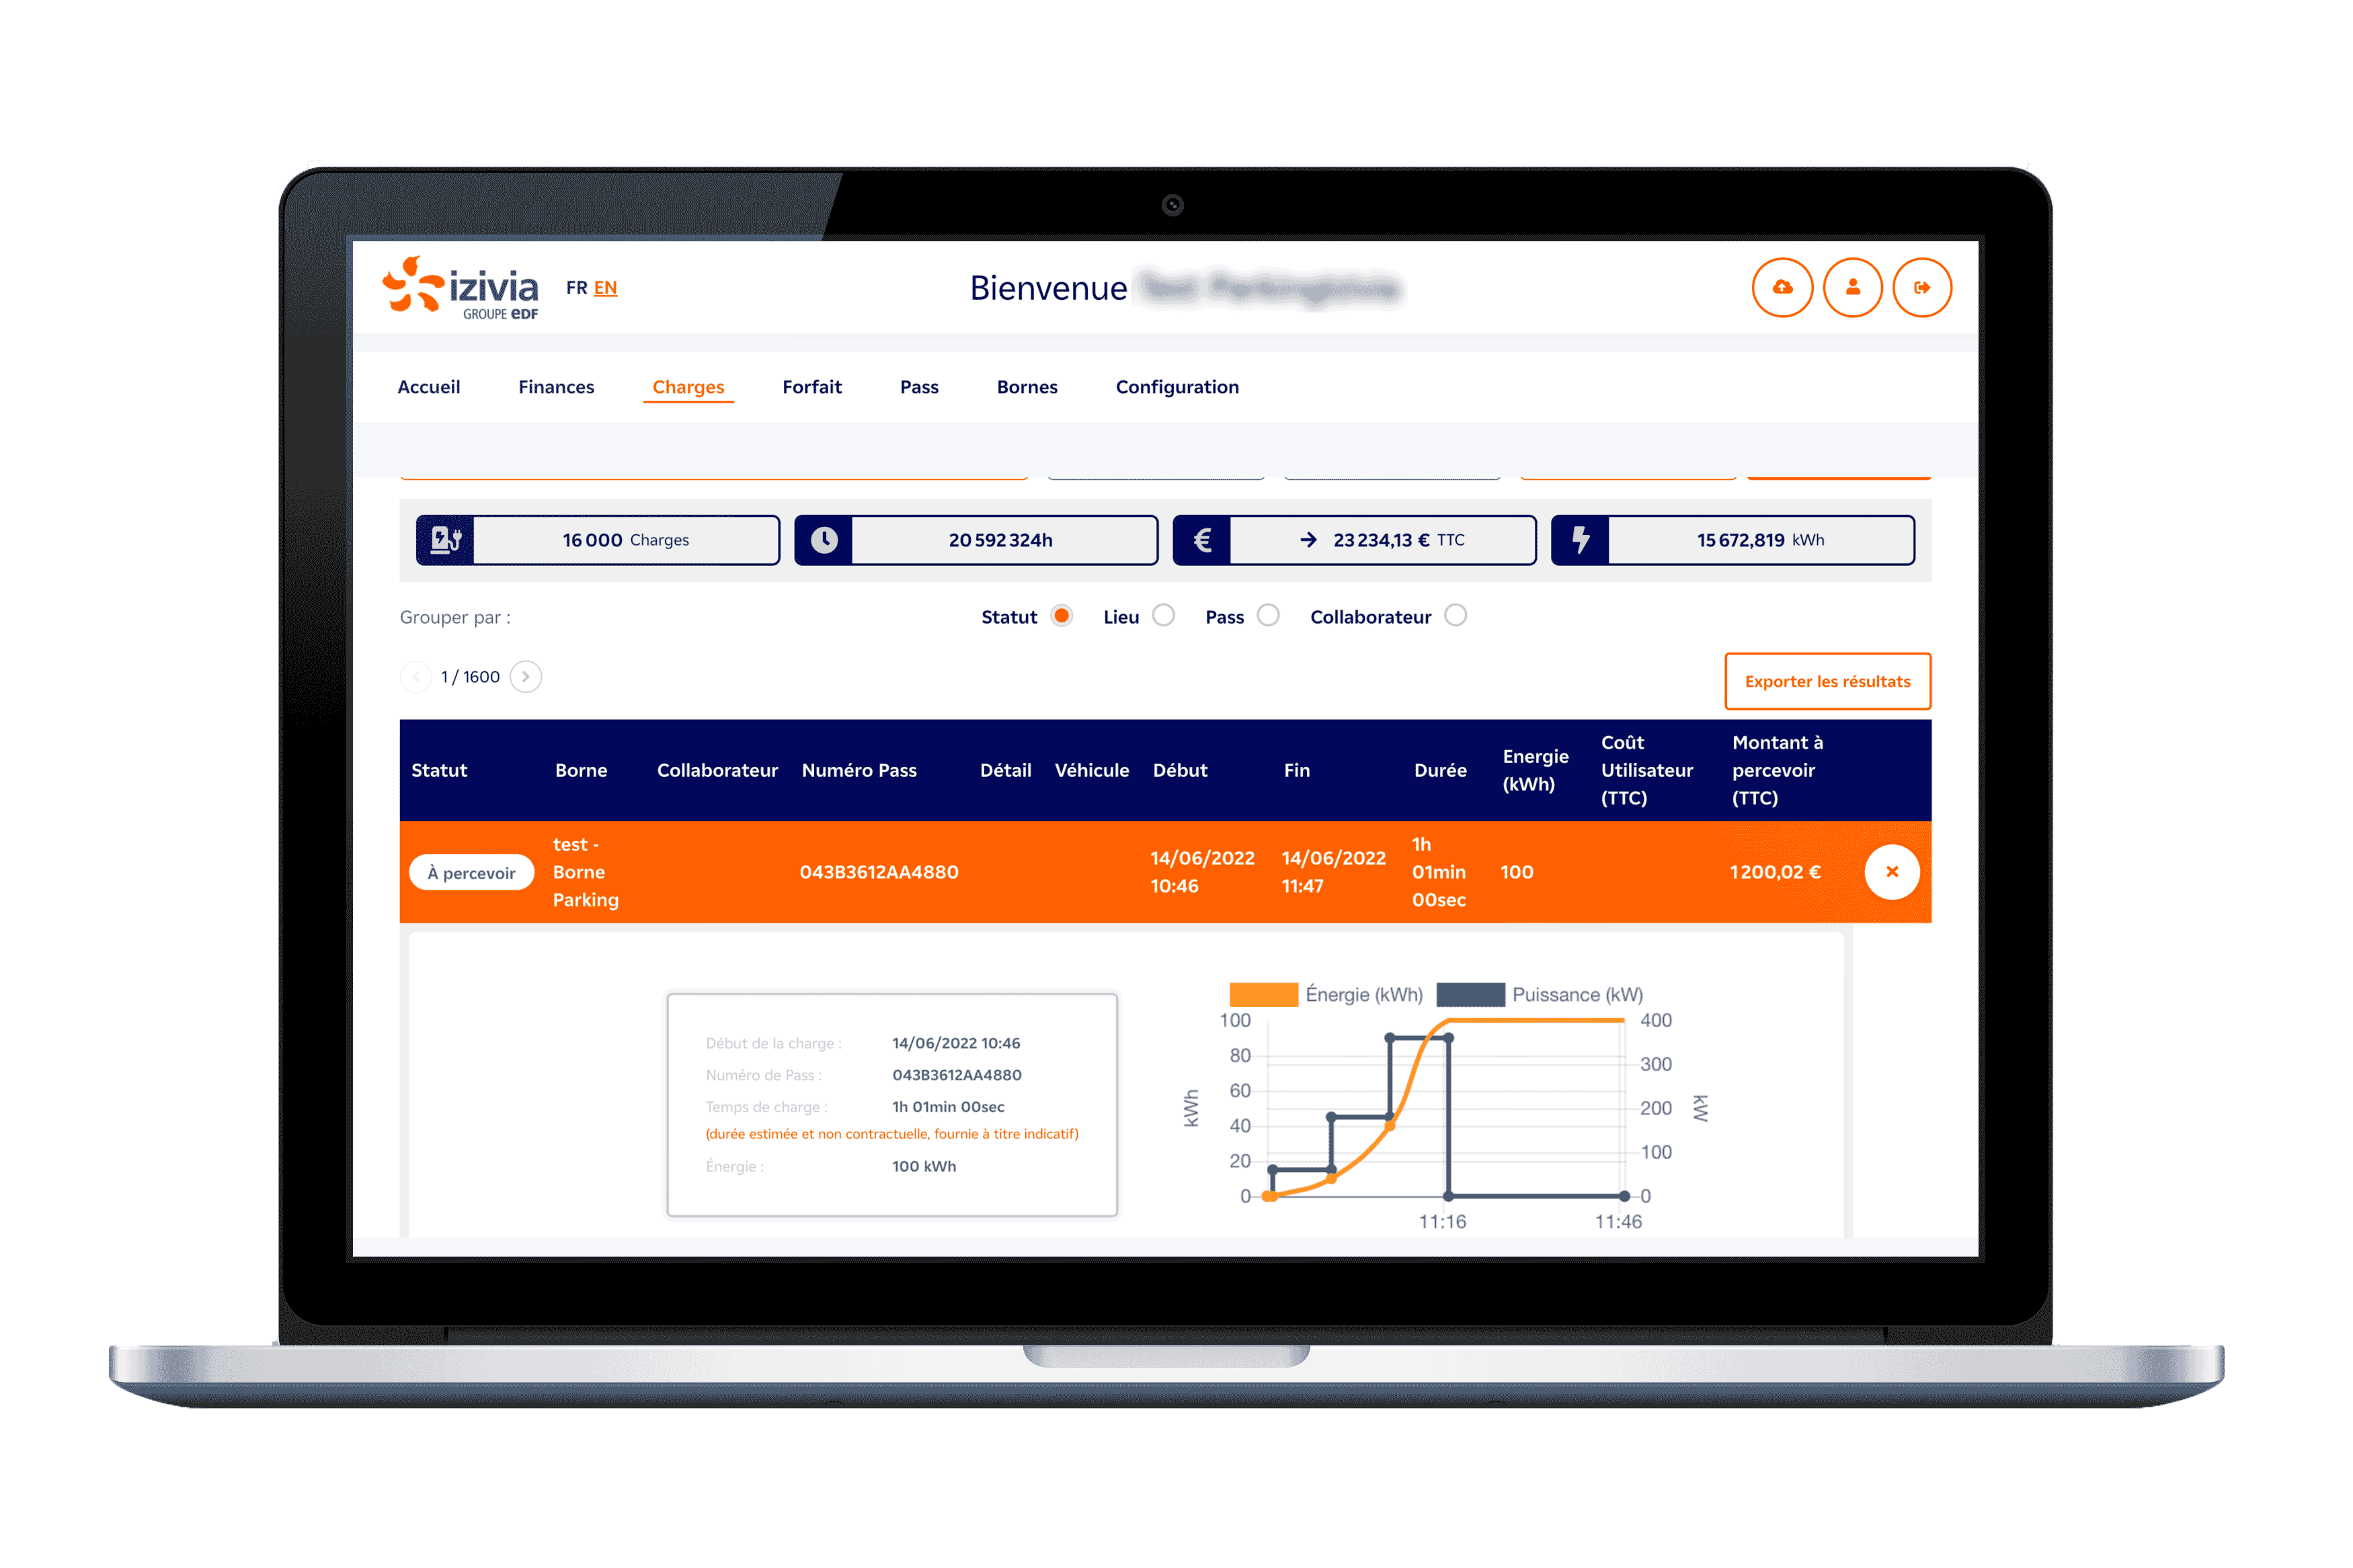 izivia
GROUPE eDF
FR EN
Bienvenue
Accueil Finances Charges Forfait Pass Bornes Configuration
16 000 Charges
20 592 324h
€ → 23 234,13 € TTC
15 672,819 kWh
Grouper par : Statut Lieu Pass Collaborateur
1 / 1600
Exporter les résultats
Statut Borne Collaborateur Numéro Pass Détail Véhicule Début Fin Durée Energie (kWh) Coût Utilisateur (TTC) Montant à percevoir (TTC)
À percevoir test - Borne Parking 043B3612AA4880 14/06/2022 10:46 14/06/2022 11:47 1h 01min 00sec 100 1 200,02 €
Début de la charge : 14/06/2022 10:46
Numéro de Pass : 043B3612AA4880
Temps de charge : 1h 01min 00sec
(durée estimée et non contractuelle, fournie à titre indicatif)
Énergie : 100 kWh
Énergie (kWh) Puissance (kW)
100 400
80
300
60
200
40
100
20
0 0
kWh
kW
11:16 11:46